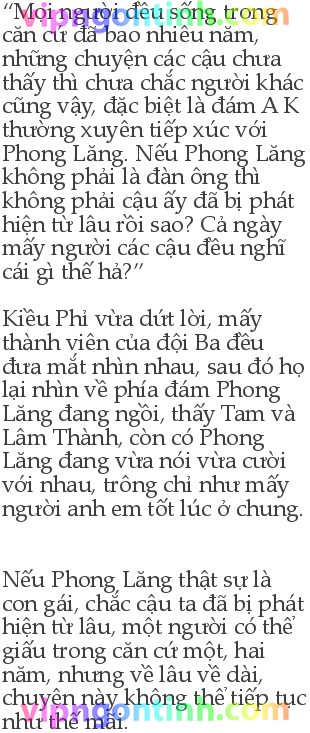 “Mọi người đều sống trong
căn cứ đã bao nhiêu năm,
những chuyện các cậu chưa
thấy thì chưa chắc người khác
cũng vậy, đặc biệt là đám A K
thường xuyên tiếp xúc với
Phong Lăng. Nếu Phong Lăng
không phải là đàn ông thì
không phải cậu ấy đã bị phát
hiện từ lâu rồi sao? Cả ngày
mấy người các cậu đều nghĩ
cái gì thế hả?”
Kiều Phỉ vừa dứt lời, mấy
thành viên của đội Ba đều
đưa mắt nhìn nhau, sau đó họ
lại nhìn về phía đám Phong
Lăng đang ngồi, thấy Tam và
Lâm Thành, còn có Phong
Lăng đang vừa nói vừa cười
với nhau, trông chỉ như mấy
người anh em tốt lúc ở chung.
Nếu Phong Lăng thật sự là
con gái, chắc cậu ta đã bị phát
hiện từ lâu, một người có thể
giấu trong căn cứ một, hai
năm, nhưng về lâu về dài,
chuyện này không thể tiếp tục
như thế mãi.
vipngontinh.com
vipngontinh.com